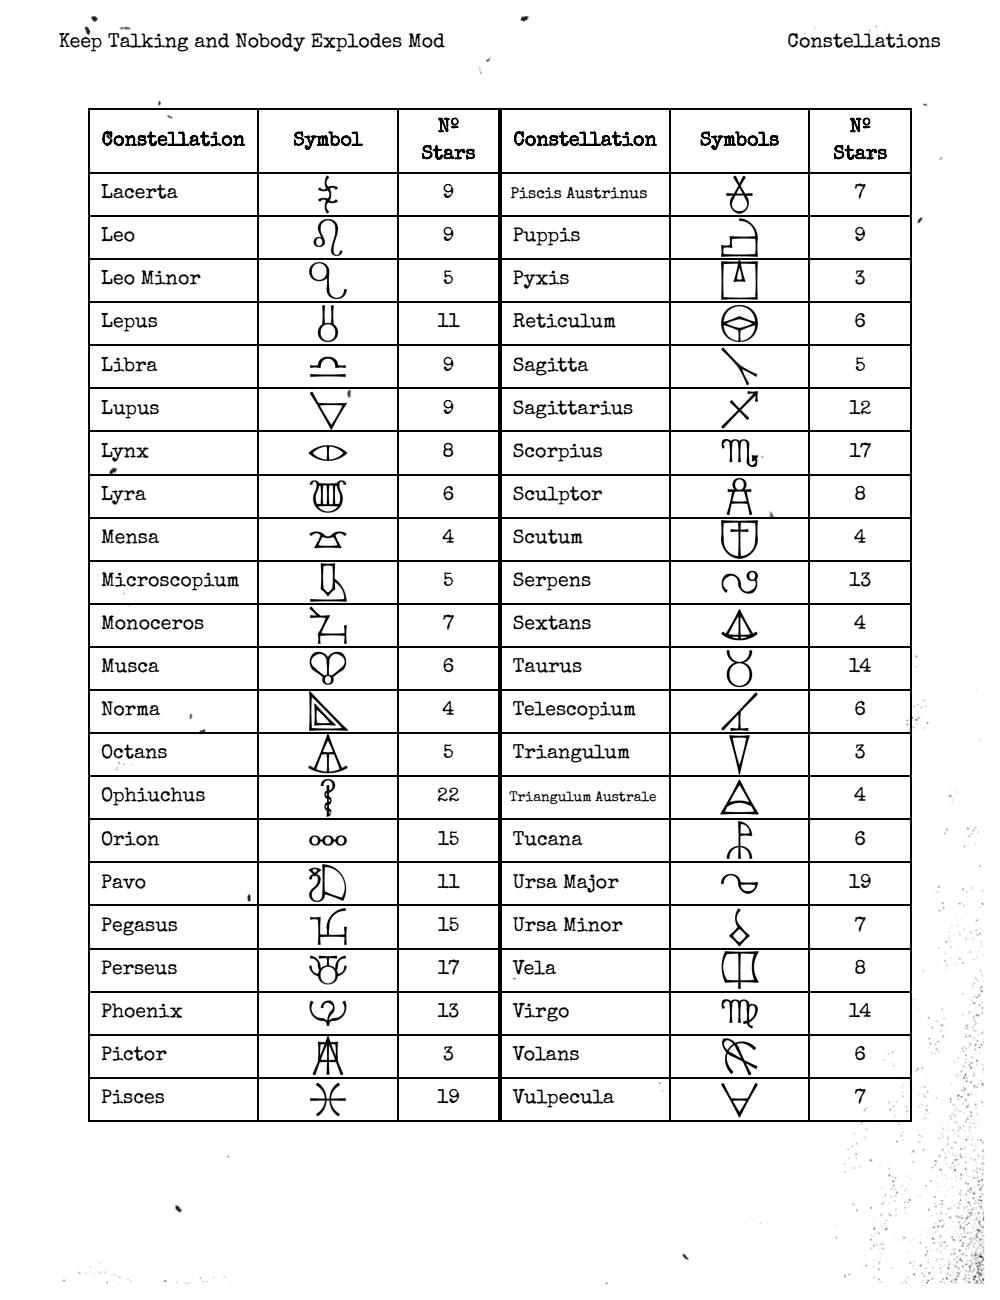 Keep Talking and Nobody Explodes Mod Constellations
Constellation Symbol Nº Stars Constellation Symbols Nº Stars
Lacerta 9 Piscis Austrinus 7
Leo 9 Puppis 9
Leo Minor 5 Pyxis 3
Lepus 11 Reticulum 6
Libra 9 Sagitta 5
Lupus 9 Sagittarius 12
Lynx 8 Scorpius 17
Lyra 6 Sculptor 8
Mensa 4 Scutum 4
Microscopium 5 Serpens 13
Monoceros 7 Sextans 4
Musca 6 Taurus 14
Norma 4 Telescopium 6
Octans 5 Triangulum 3
Ophiuchus 22 Triangulum Australe 4
Orion 15 Tucana 6
Pavo 11 Ursa Major 19
Pegasus 15 Ursa Minor 7
Perseus 17 Vela 8
Phoenix 13 Virgo 14
Pictor 3 Volans 6
Pisces 19 Vulpecula 7